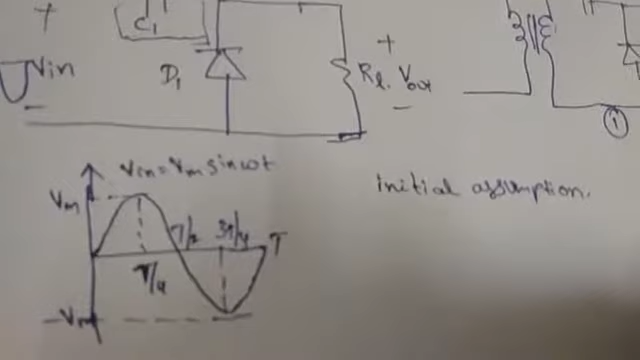 +
C1
+
Vin
D1
Rl. Vout
-
-
1
Vin = Vm sin ωt
Initial assumption.
Vm
T/2
3T/4
T
T/4
-Vm